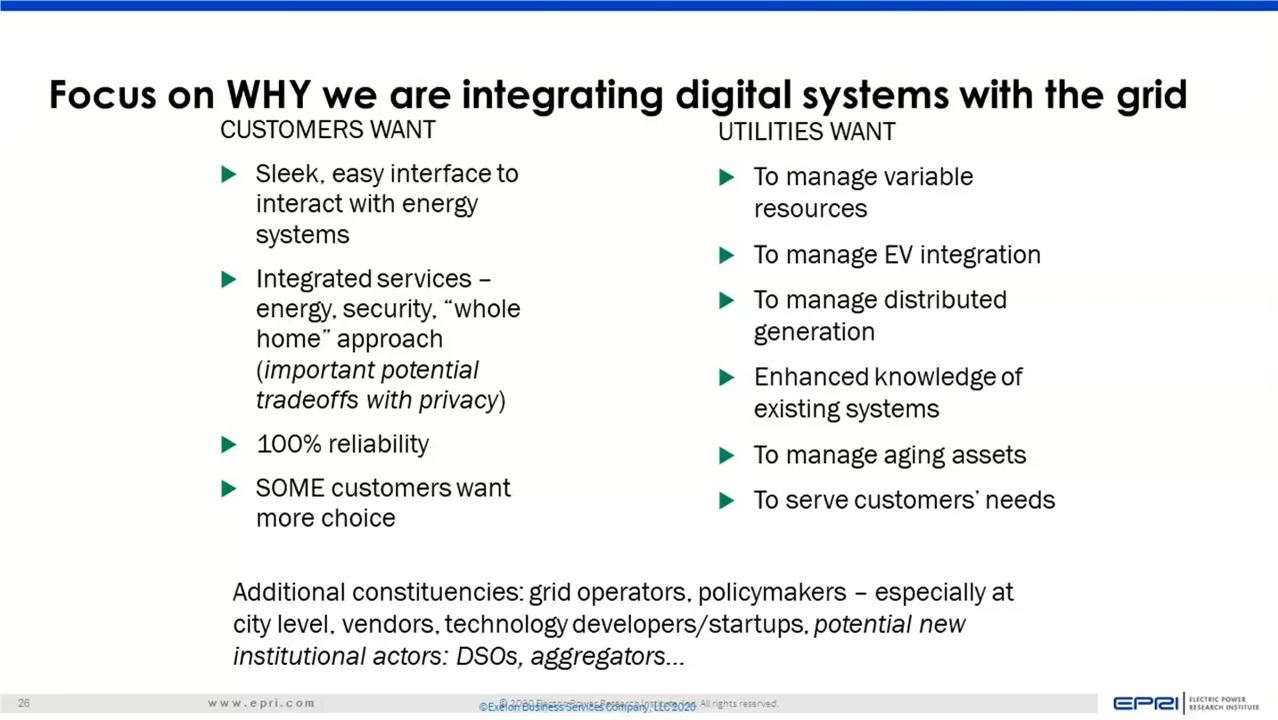 Focus on WHY we are integrating digital systems with the grid
CUSTOMERS WANT
Sleek, easy interface to
interact with energy
systems
Integrated services –
energy, security, “whole
home” approach
(important potential
tradeoffs with privacy)
100% reliability
SOME customers want
more choice
UTILITIES WANT
To manage variable
resources
To manage EV integration
To manage distributed
generation
Enhanced knowledge of
existing systems
To manage aging assets
To serve customers’ needs
Additional constituencies: grid operators, policymakers – especially at
city level, vendors, technology developers/startups, potential new
institutional actors: DSOs, aggregators...
26
www.epri.com
All rights reserved.
©Exelon Business Services Company, LLC 2020
EPRI
ELECTRIC POWER
RESEARCH INSTITUTE